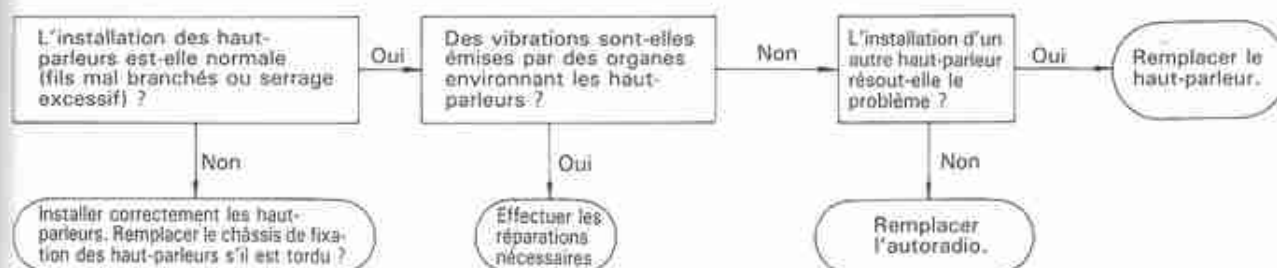 L'installation des haut-
parleurs est-elle normale
(fils mal branchés ou serrage
excessif) ?
Oui
Des vibrations sont-elles
émises par des organes
environnant les haut-
parleurs ?
Non
L'installation d'un
autre haut-parleur
résout-elle le
problème ?
Oui
Remplacer le
haut-parleur.
Non
Installer correctement les haut-
parleurs. Remplacer le châssis de fixa-
tion des haut-parleurs s'il est tordu ?
Oui
Effectuer les
réparations
nécessaires
Non
Remplacer
l'autoradio.